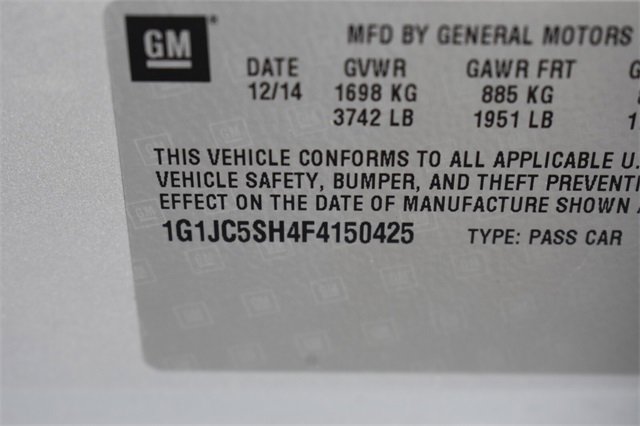 GM
MFD BY GENERAL MOTORS
DATE GVWR GAWR FRT G
12/14 1698 KG 885 KG
3742 LB 1951 LB 1
THIS VEHICLE CONFORMS TO ALL APPLICABLE U.
VEHICLE SAFETY, BUMPER, AND THEFT PREVENTI
EFFECT ON THE DATE OF MANUFACTURE SHOWN
1G1JC5SH4F4150425 TYPE: PASS CAR